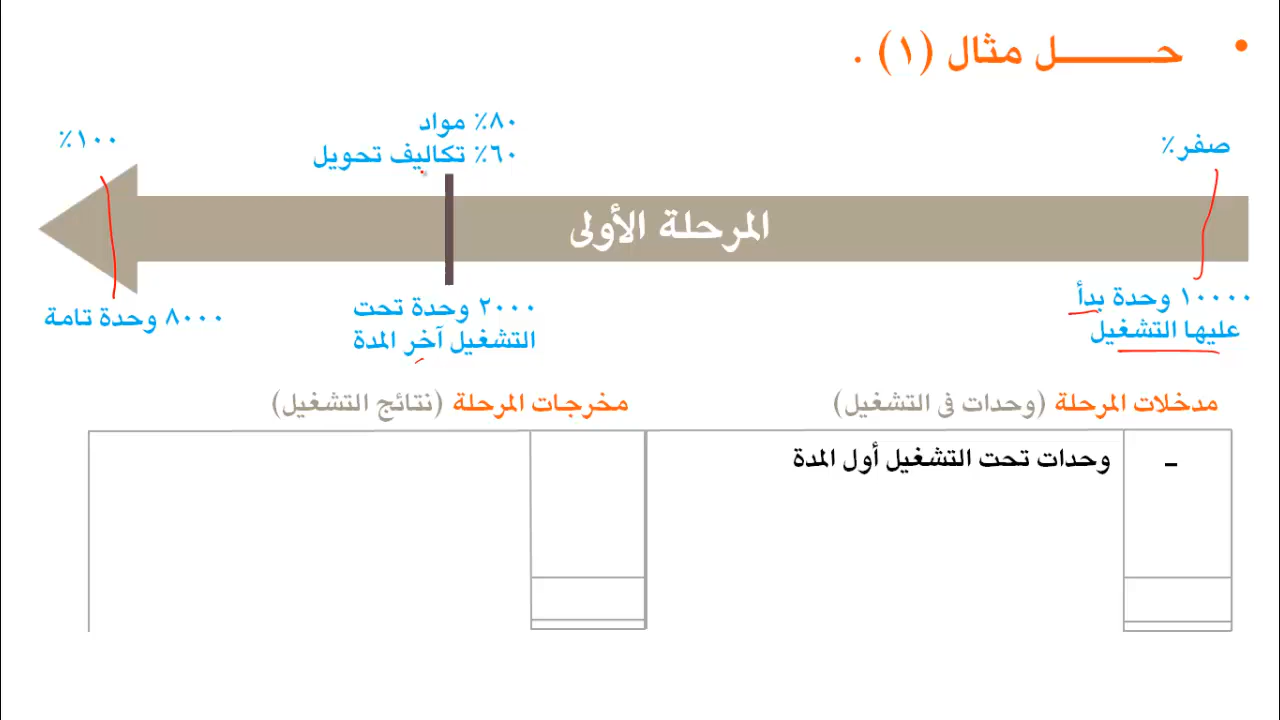 • حــــــــل مثال (١) .
صفر٪
٨٠٪ مواد
٦٠٪ تكاليف تحويل
١٠٠٪
المرحلة الأولى
١٠٠٠٠ وحدة بدأ
عليها التشغيل
٢٠٠٠ وحدة تحت
التشغيل آخر المدة
٨٠٠٠ وحدة تامة
مدخلات المرحلة (وحدات فى التشغيل)
مخرجات المرحلة (نتائج التشغيل)
- وحدات تحت التشغيل أول المدة